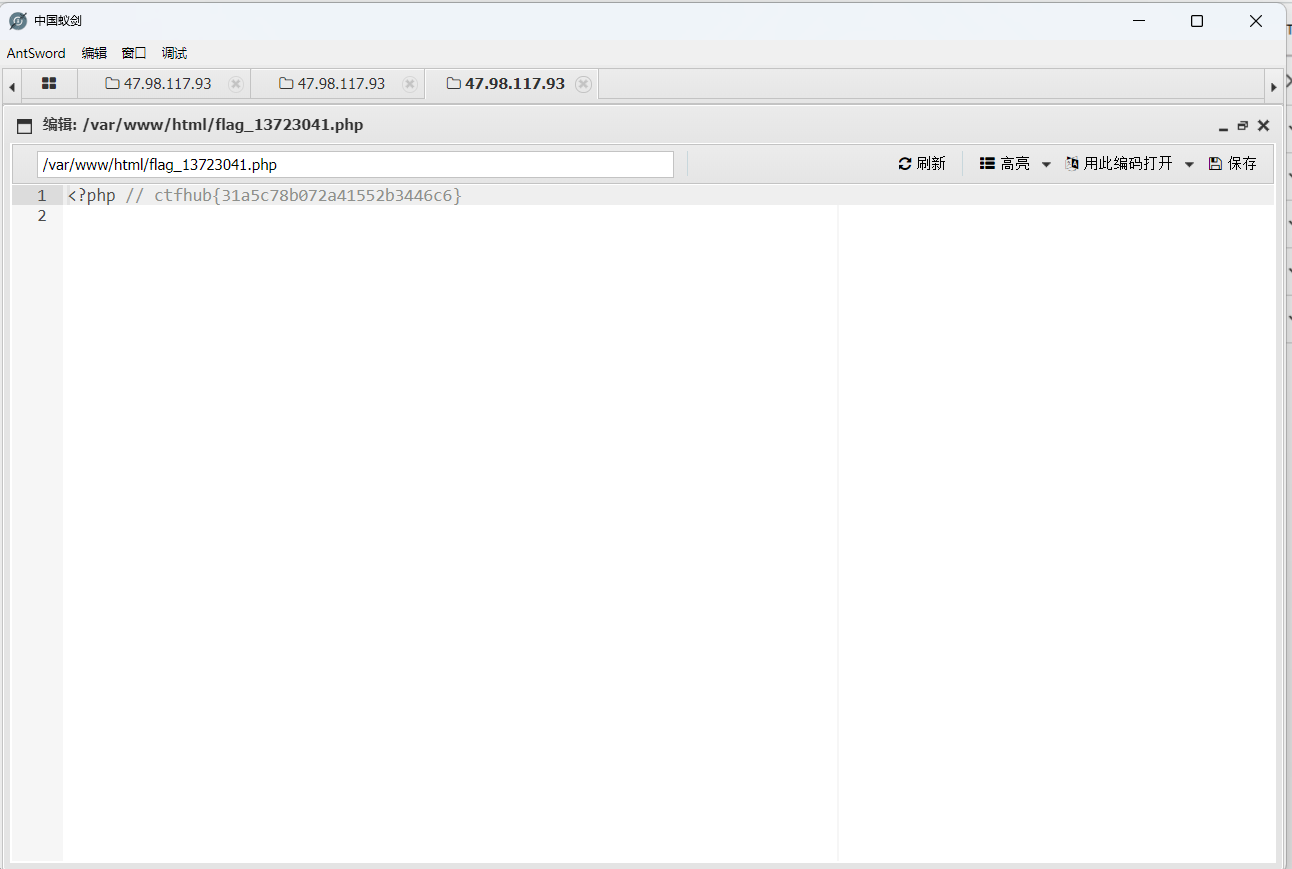 中国蚁剑
AntSword 编辑 窗口 调试
47.98.117.93 47.98.117.93 47.98.117.93
编辑: /var/www/html/flag_13723041.php
/var/www/html/flag_13723041.php 刷新 高亮 用此编码打开 保存
1 <?php // ctfhub{31a5c78b072a41552b3446c6}
2